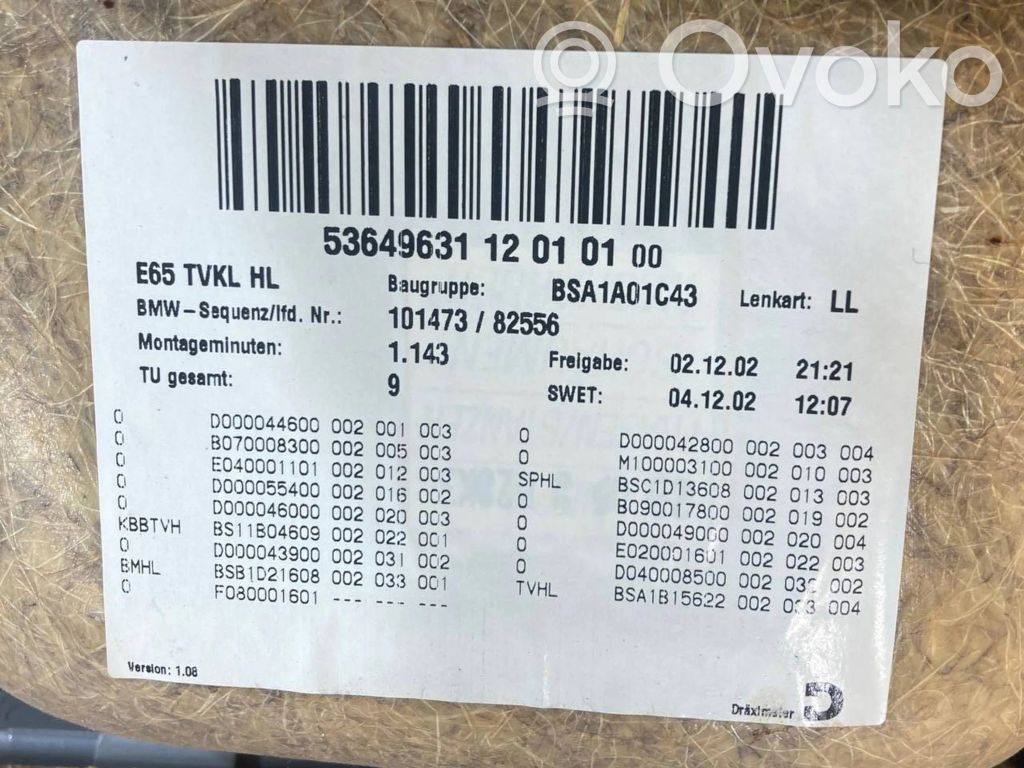 Ovoko
53649631 12 01 01 00
E65 TVKL HL Baugruppe: BSA1A01C43 Lenkart: LL
BMW-Sequenz/lfd. Nr.: 101473 / 82556
Montageminuten: 1.143 Freigabe: 02.12.02 21:21
TU gesamt: 9 SWET: 04.12.02 12:07
0 D000044600 002 001 003 0 D000042800 002 003 004
0 B070008300 002 005 003 0 M100003100 002 010 003
0 E040001101 002 012 003 SPHL BSC1D13608 002 013 003
0 D000055400 002 016 002 0 B090017800 002 019 002
0 D000046000 002 020 003 0 D000049000 002 020 004
KBBTVH BS11B04609 002 022 001 0 E020001601 002 022 003
0 D000043900 002 031 002 0 D040008500 002 002
BMHL BSB1D21608 002 033 001 TVHL BSA1B15622 002 033 004
0 F080001601 --- --- ---
Version: 1.08
Dräxlmaier